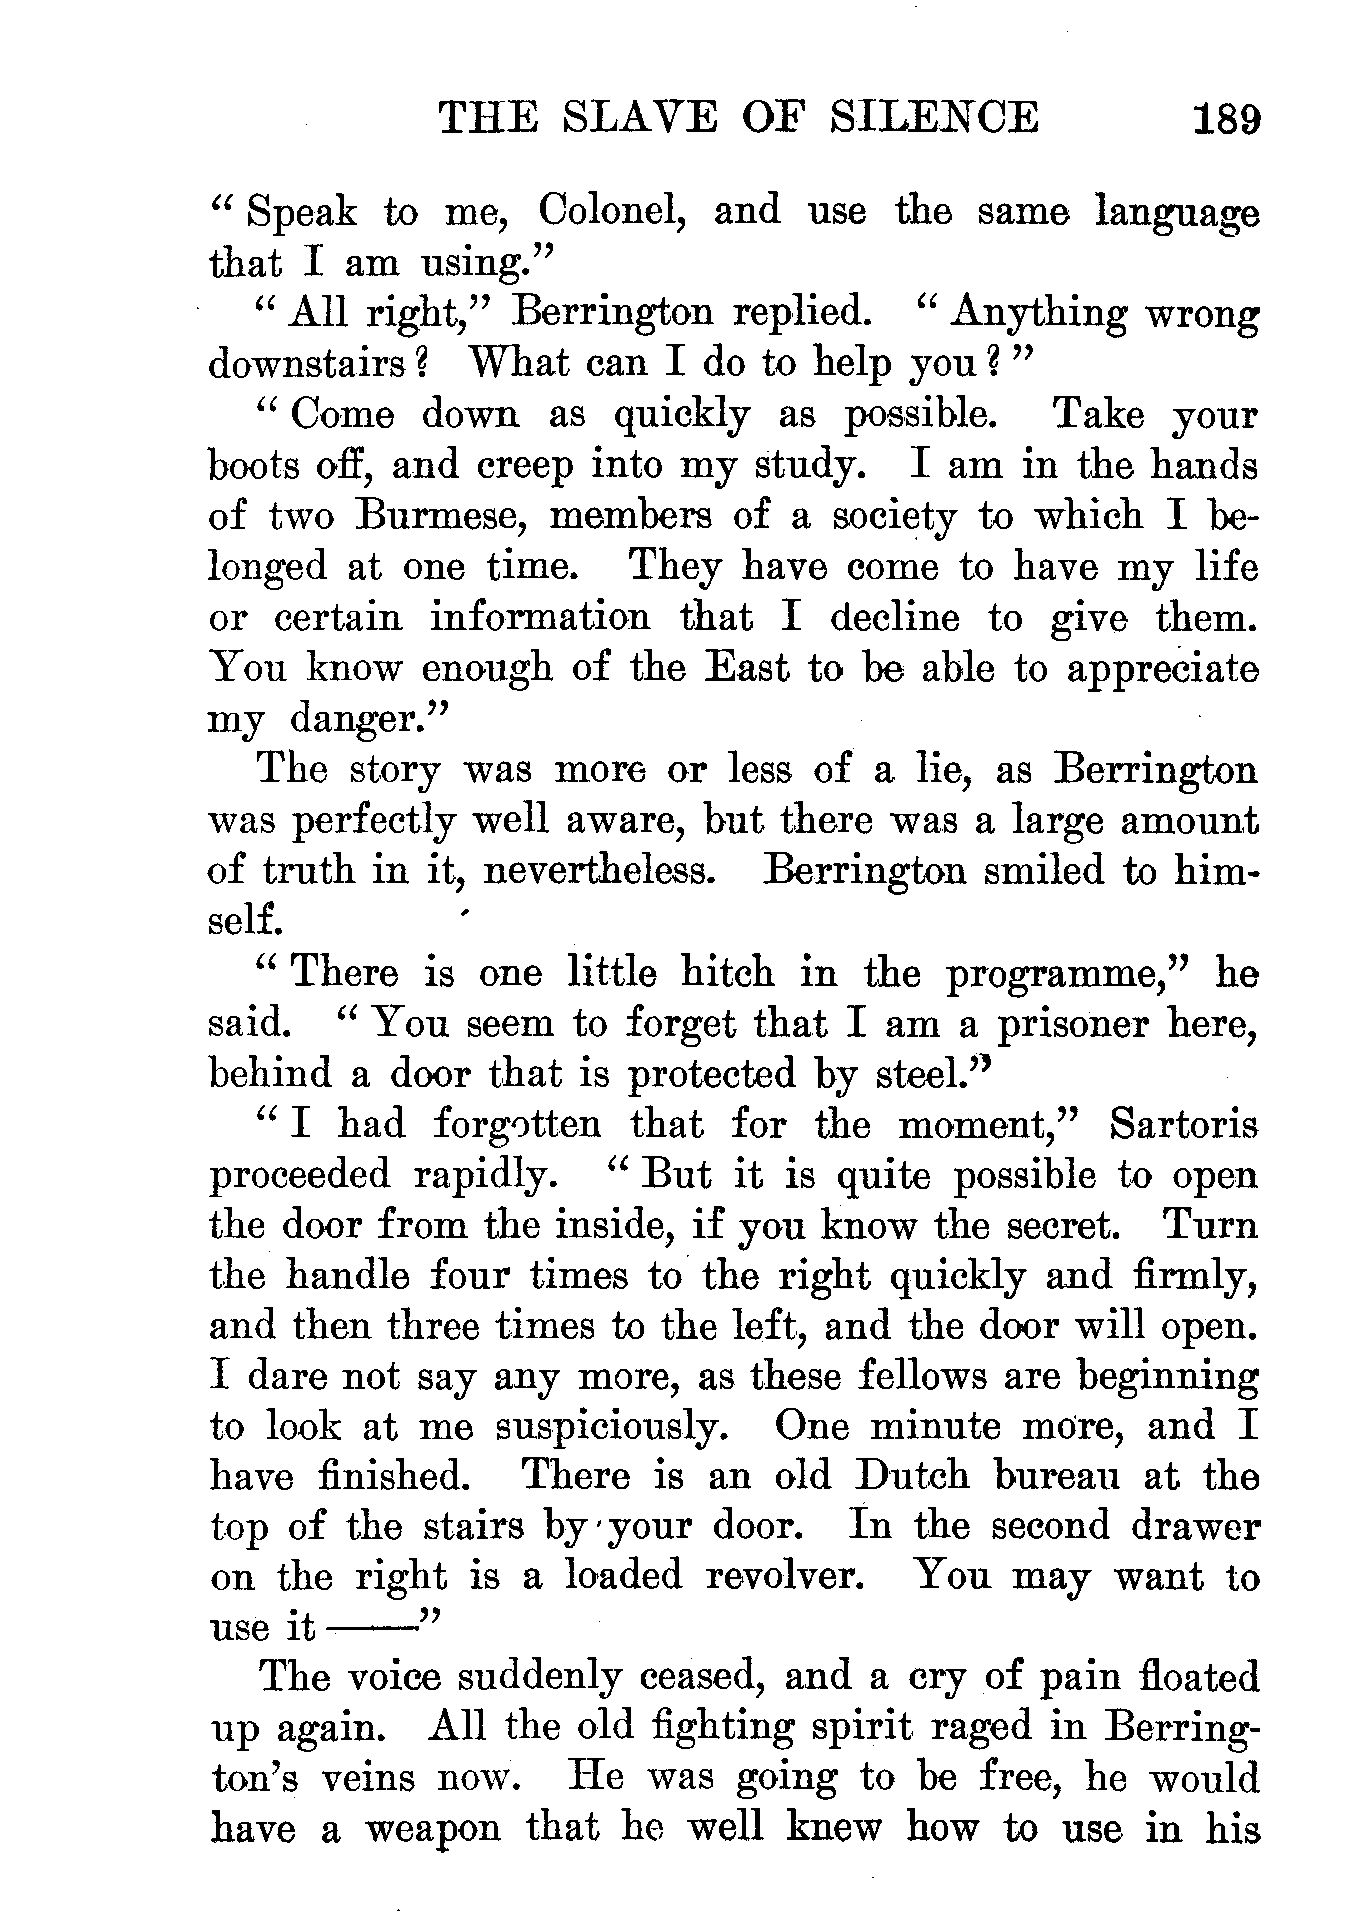 THE SLAVE OF SILENCE 189
" Speak to me, Colonel, and use the same language
that I am using."
" All right," Berrington replied. " Anything wrong
downstairs ? What can I do to help you ? "
" Come down as quickly as possible. Take your
boots off, and creep into my study. I am in the hands
of two Burmese, members of a society to which I be-
longed at one time. They have come to have my life
or certain information that I decline to give them.
You know enough of the East to be able to appreciate
my danger."
The story was more or less of a lie, as Berrington
was perfectly well aware, but there was a large amount
of truth in it, nevertheless. Berrington smiled to him-
self.
" There is one little hitch in the programme," he
said. " You seem to forget that I am a prisoner here,
behind a door that is protected by steel."
" I had forgotten that for the moment," Sartoris
proceeded rapidly. " But it is quite possible to open
the door from the inside, if you know the secret. Turn
the handle four times to the right quickly and firmly,
and then three times to the left, and the door will open.
I dare not say any more, as these fellows are beginning
to look at me suspiciously. One minute more, and I
have finished. There is an old Dutch bureau at the
top of the stairs by your door. In the second drawer
on the right is a loaded revolver. You may want to
use it ——"
The voice suddenly ceased, and a cry of pain floated
up again. All the old fighting spirit raged in Berring-
ton's veins now. He was going to be free, he would
have a weapon that he well knew how to use in his